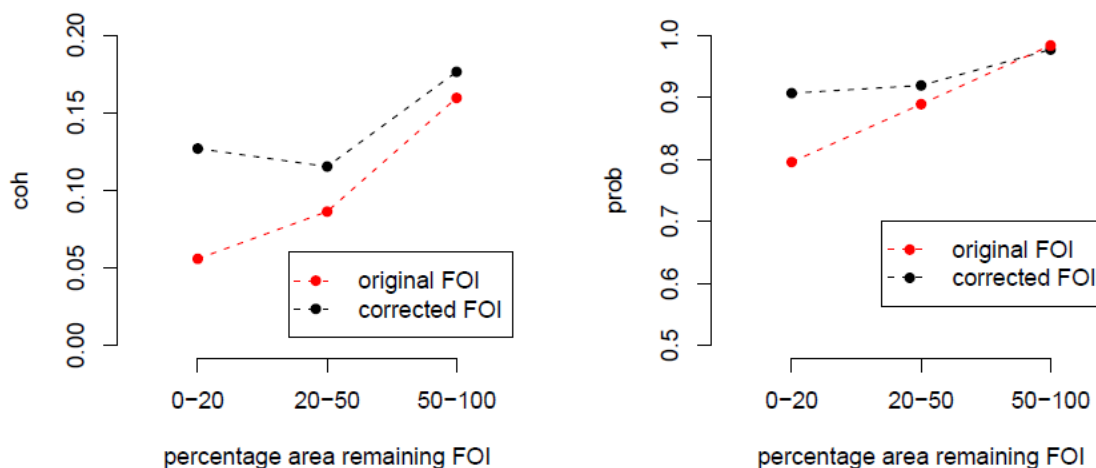 coh
0.20
0.15
0.10
0.05
0.00
original FOI
corrected FOI
0−20 20−50 50−100
percentage area remaining FOI
prob
1.0
0.9
0.8
0.7
0.6
0.5
original FOI
corrected FOI
0−20 20−50 50−100
percentage area remaining FOI